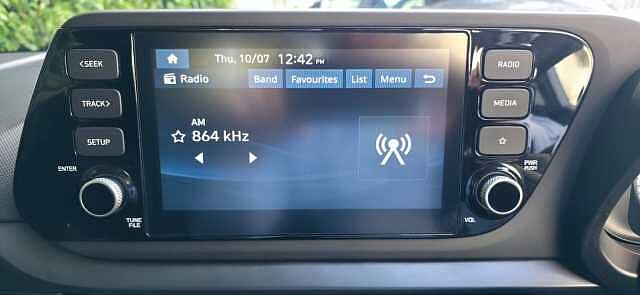 <SEEK
TRACK>
SETUP
ENTER
TUNE
FILE
Thu, 10/07 12:42 PM
Radio Band Favourites List Menu
AM
864 kHz
RADIO
MEDIA
PWR
PUSH
VOL